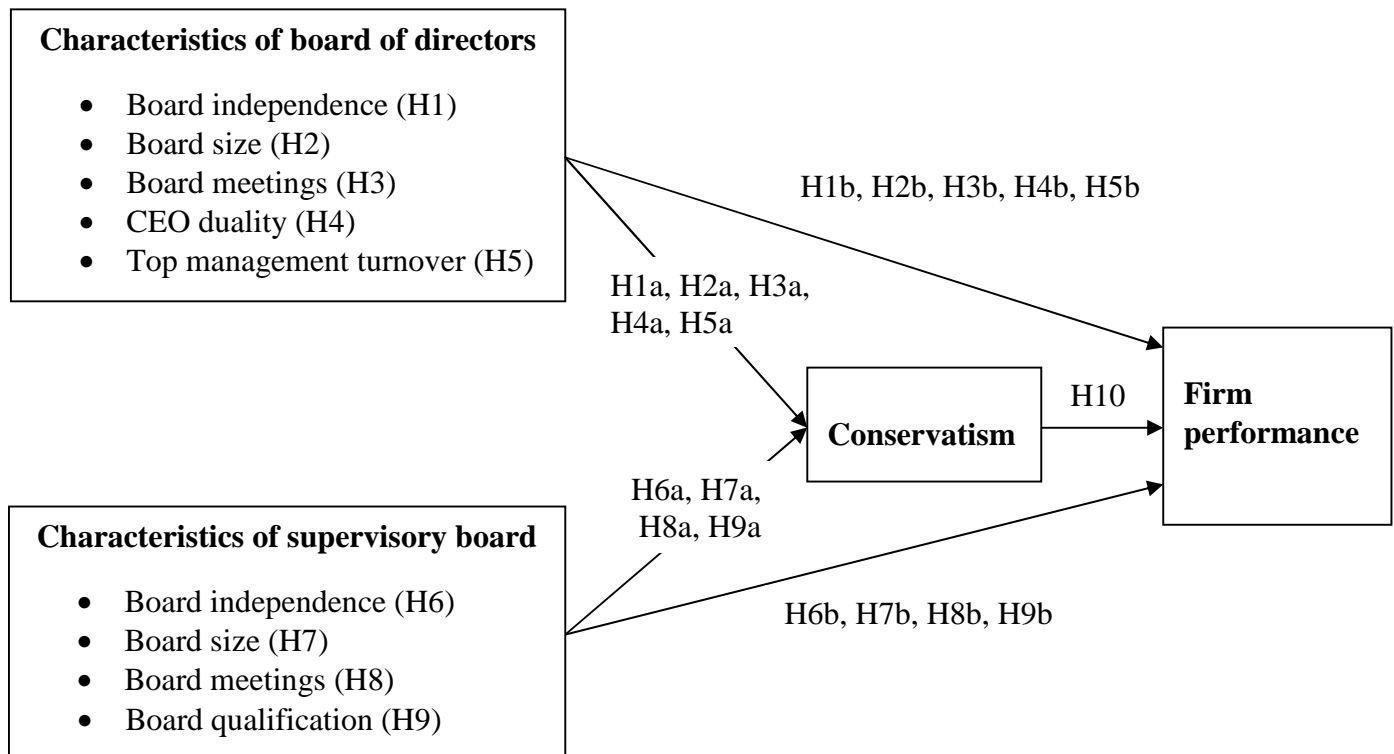 Characteristics of board of directors
• Board independence (H1)
• Board size (H2)
• Board meetings (H3)
• CEO duality (H4)
• Top management turnover (H5)
H1b, H2b, H3b, H4b, H5b
H1a, H2a, H3a,
H4a, H5a
Conservatism
H10
Firm
performance
H6a, H7a,
H8a, H9a
Characteristics of supervisory board
• Board independence (H6)
• Board size (H7)
• Board meetings (H8)
• Board qualification (H9)
H6b, H7b, H8b, H9b